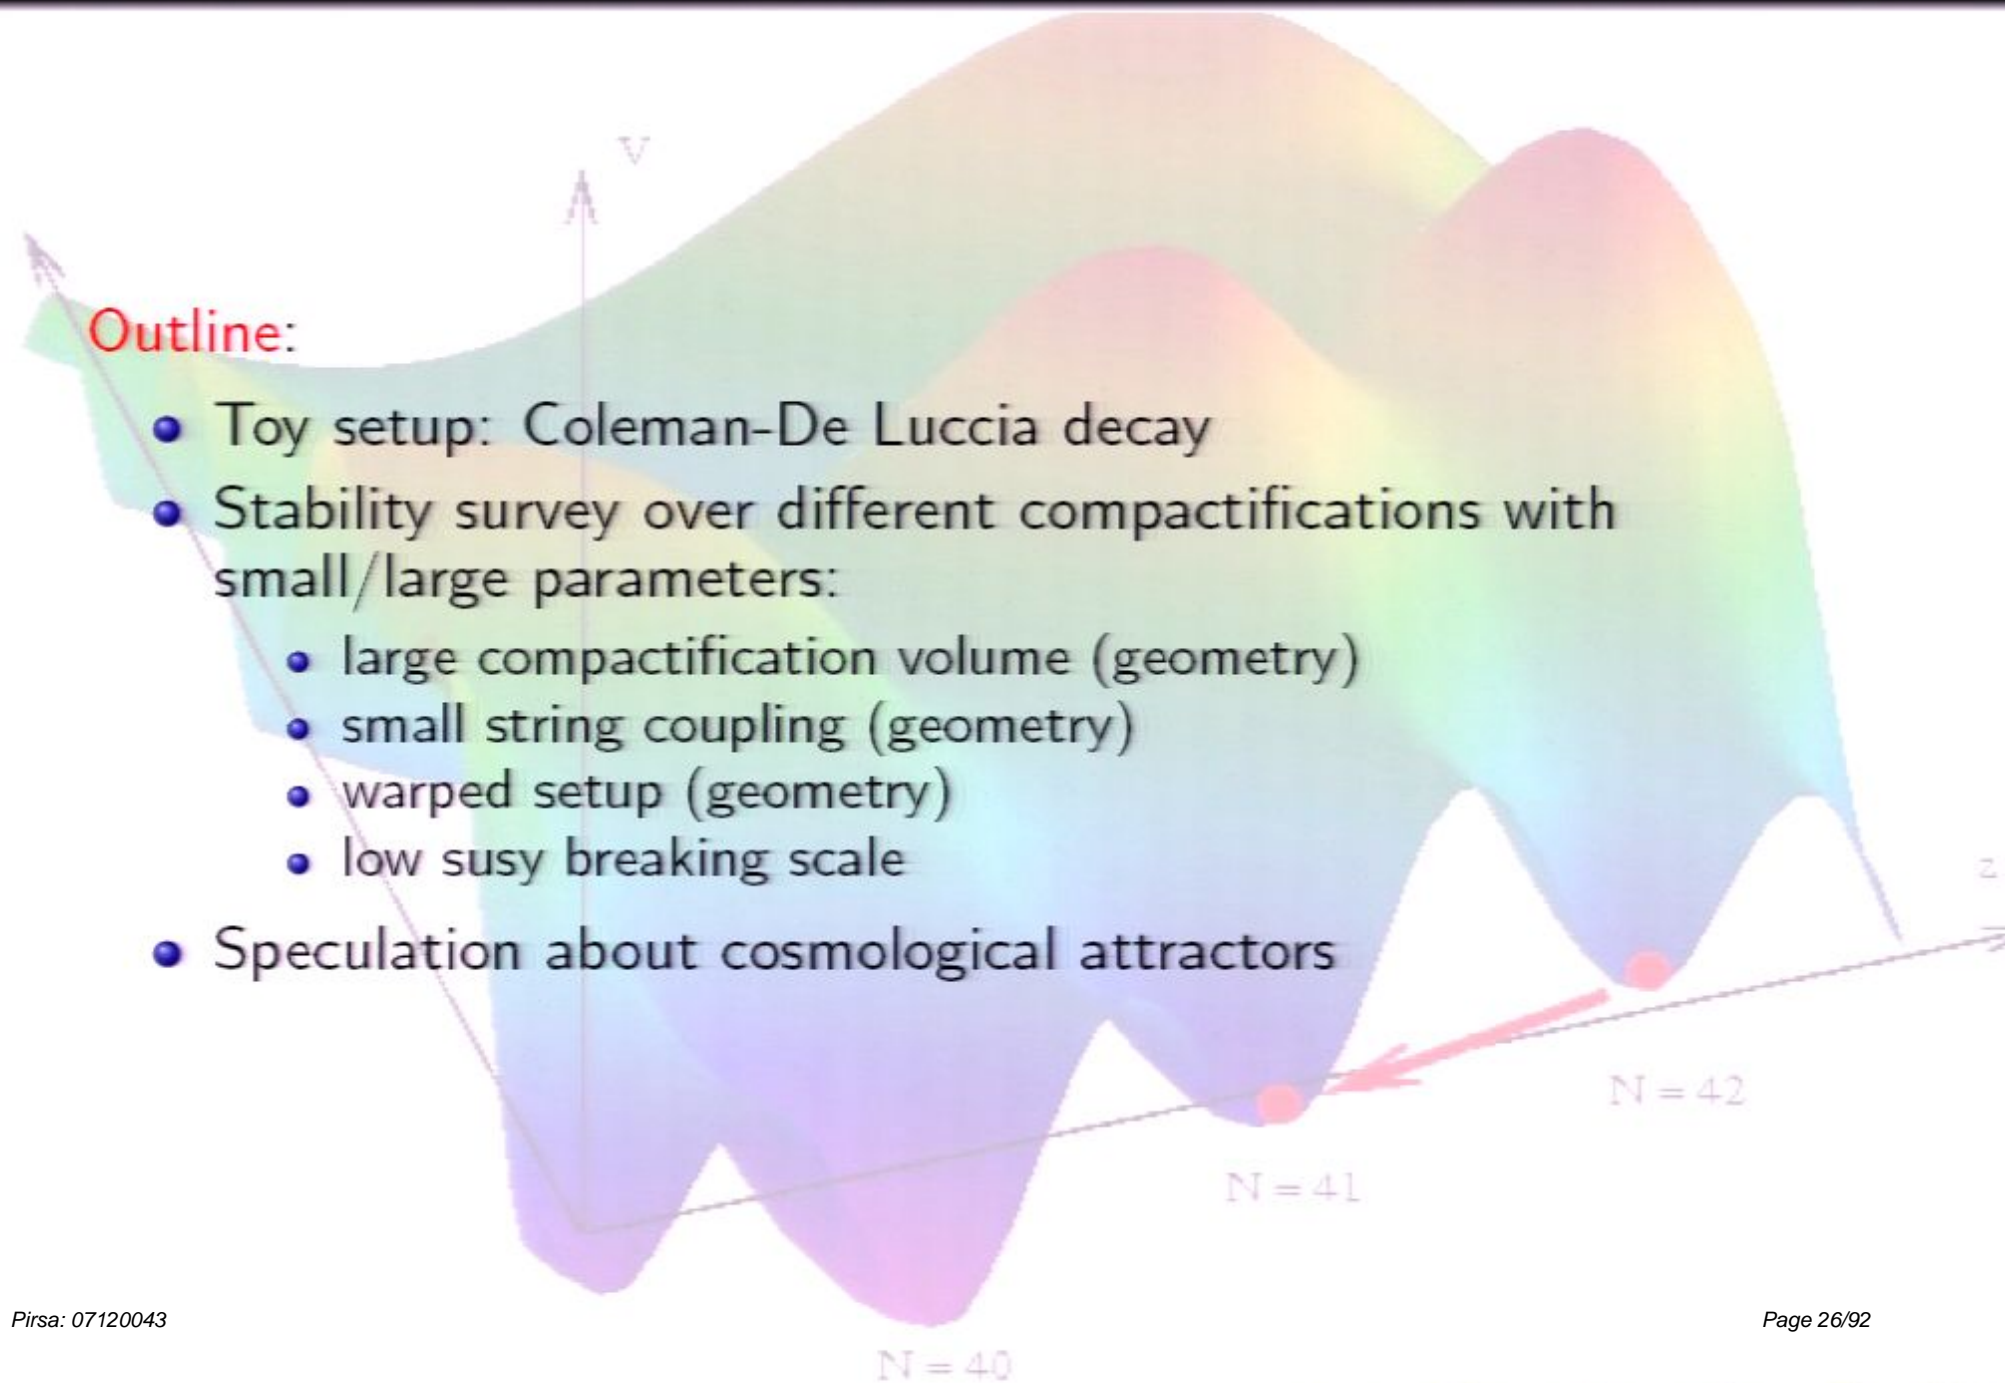 V
Outline:
Toy setup: Coleman-De Luccia decay
Stability survey over different compactifications with
small/large parameters:
large compactification volume (geometry)
small string coupling (geometry)
warped setup (geometry)
low susy breaking scale
z
Speculation about cosmological attractors
N = 42
N = 41
Pirsa: 07120043
Page 26/92
N = 40